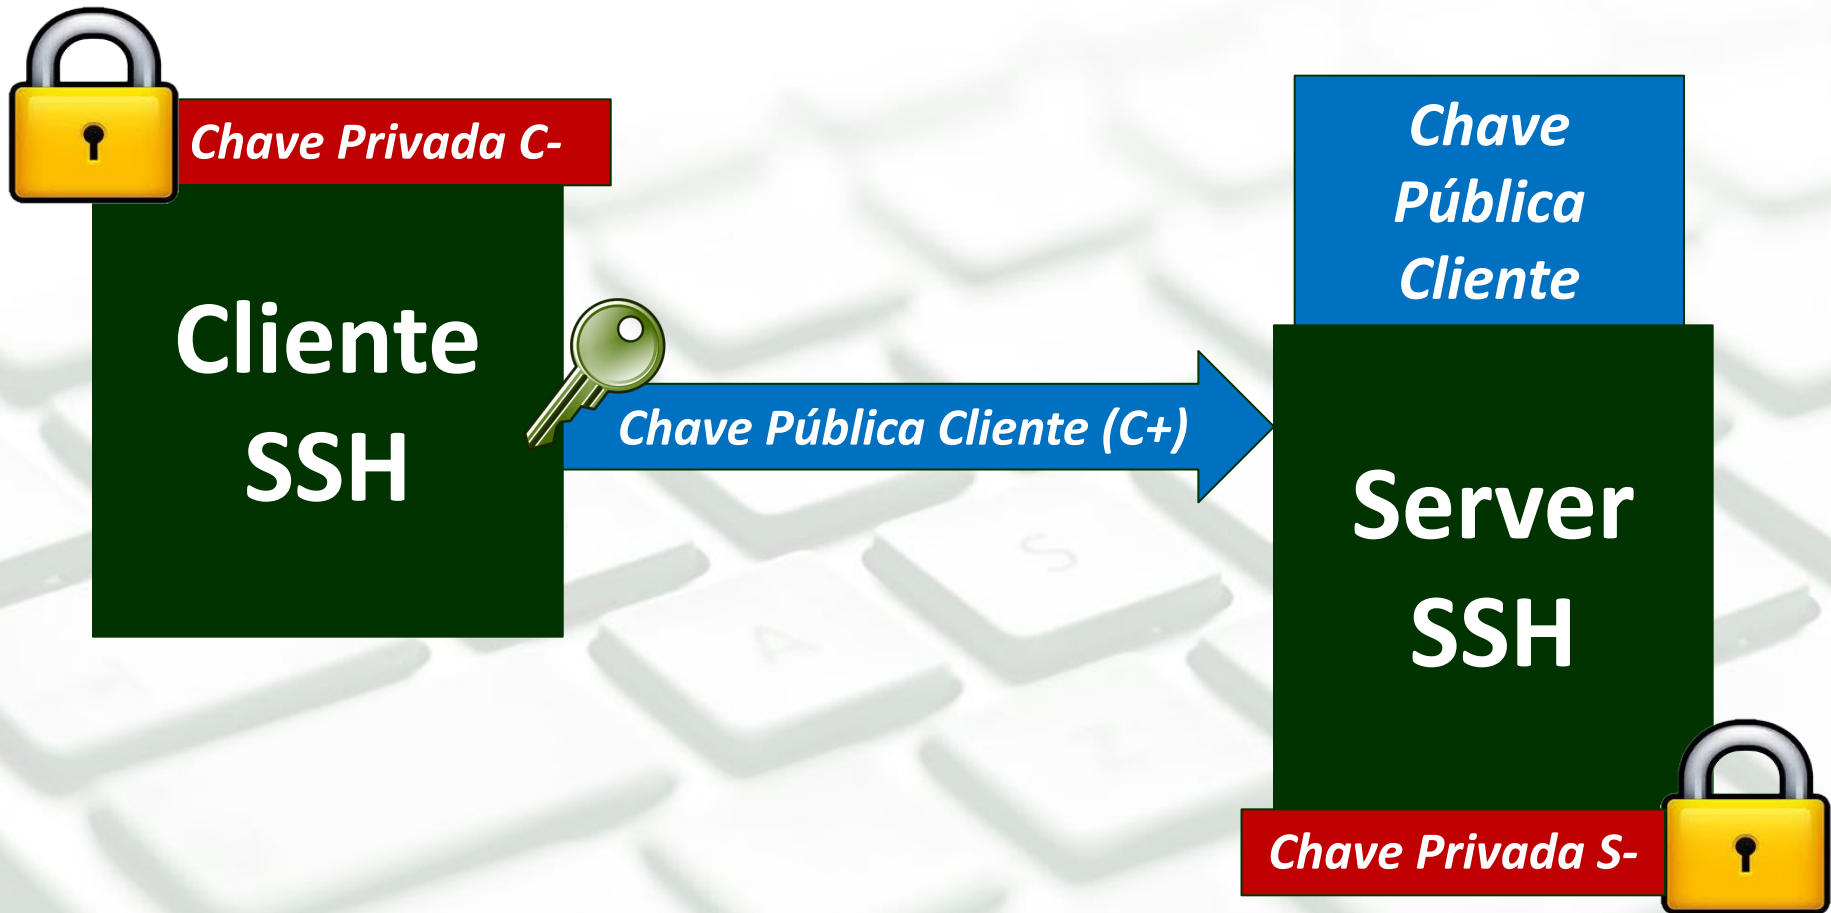 Chave Privada C-
Cliente
SSH
Chave Pública Cliente (C+)
Chave
Pública
Cliente
Server
SSH
Chave Privada S-
A
S
Z